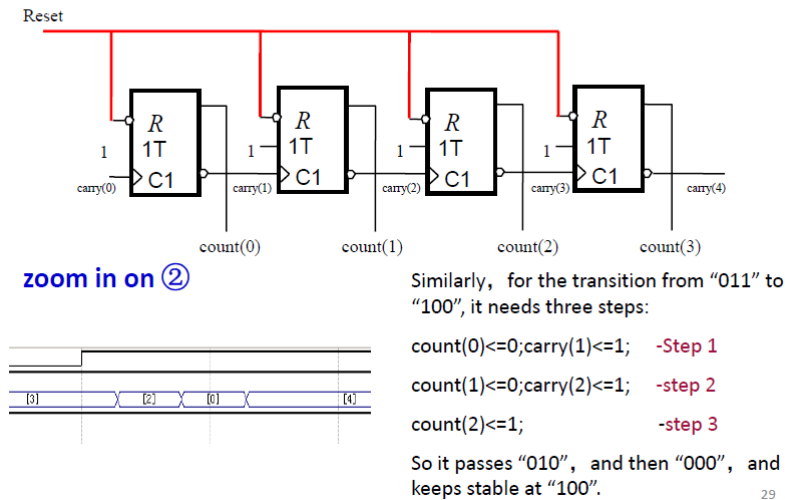 Reset
R R R R
1 1T 1 1T 1 1T 1 1T
C1 C1 C1 C1
carry(0) carry(1) carry(2) carry(3) carry(4)
count(0) count(1) count(2) count(3)
zoom in on ②
[3] [2] [0] [4]
Similarly，for the transition from “011” to
“100”, it needs three steps:
count(0)<=0;carry(1)<=1; -Step 1
count(1)<=0;carry(2)<=1; -step 2
count(2)<=1; -step 3
So it passes “010”，and then “000”，and
keeps stable at “100”.
29